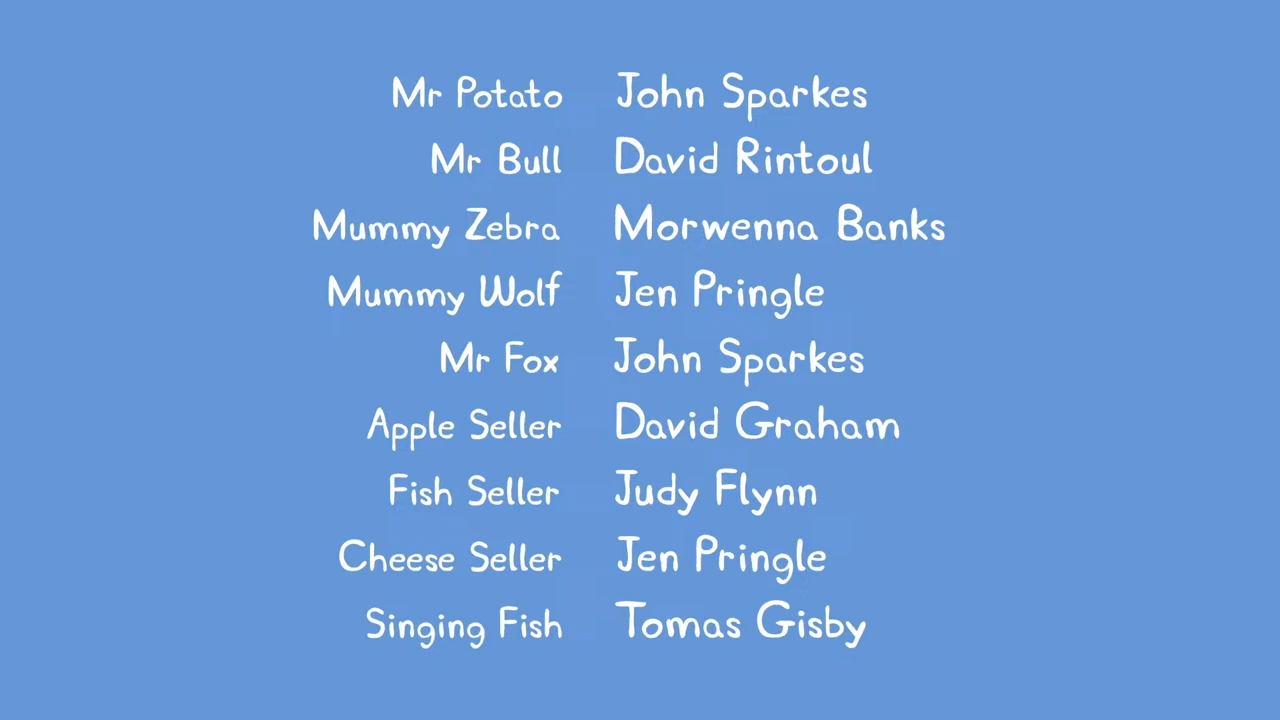 Mr Potato John Sparkes
Mr Bull David Rintoul
Mummy Zebra Morwenna Banks
Mummy Wolf Jen Pringle
Mr Fox John Sparkes
Apple Seller David Graham
Fish Seller Judy Flynn
Cheese Seller Jen Pringle
Singing Fish Tomas Gisby